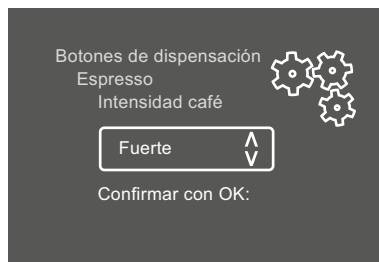 Botones de dispensación
Espresso
Intensidad café
Fuerte
Confirmar con OK: